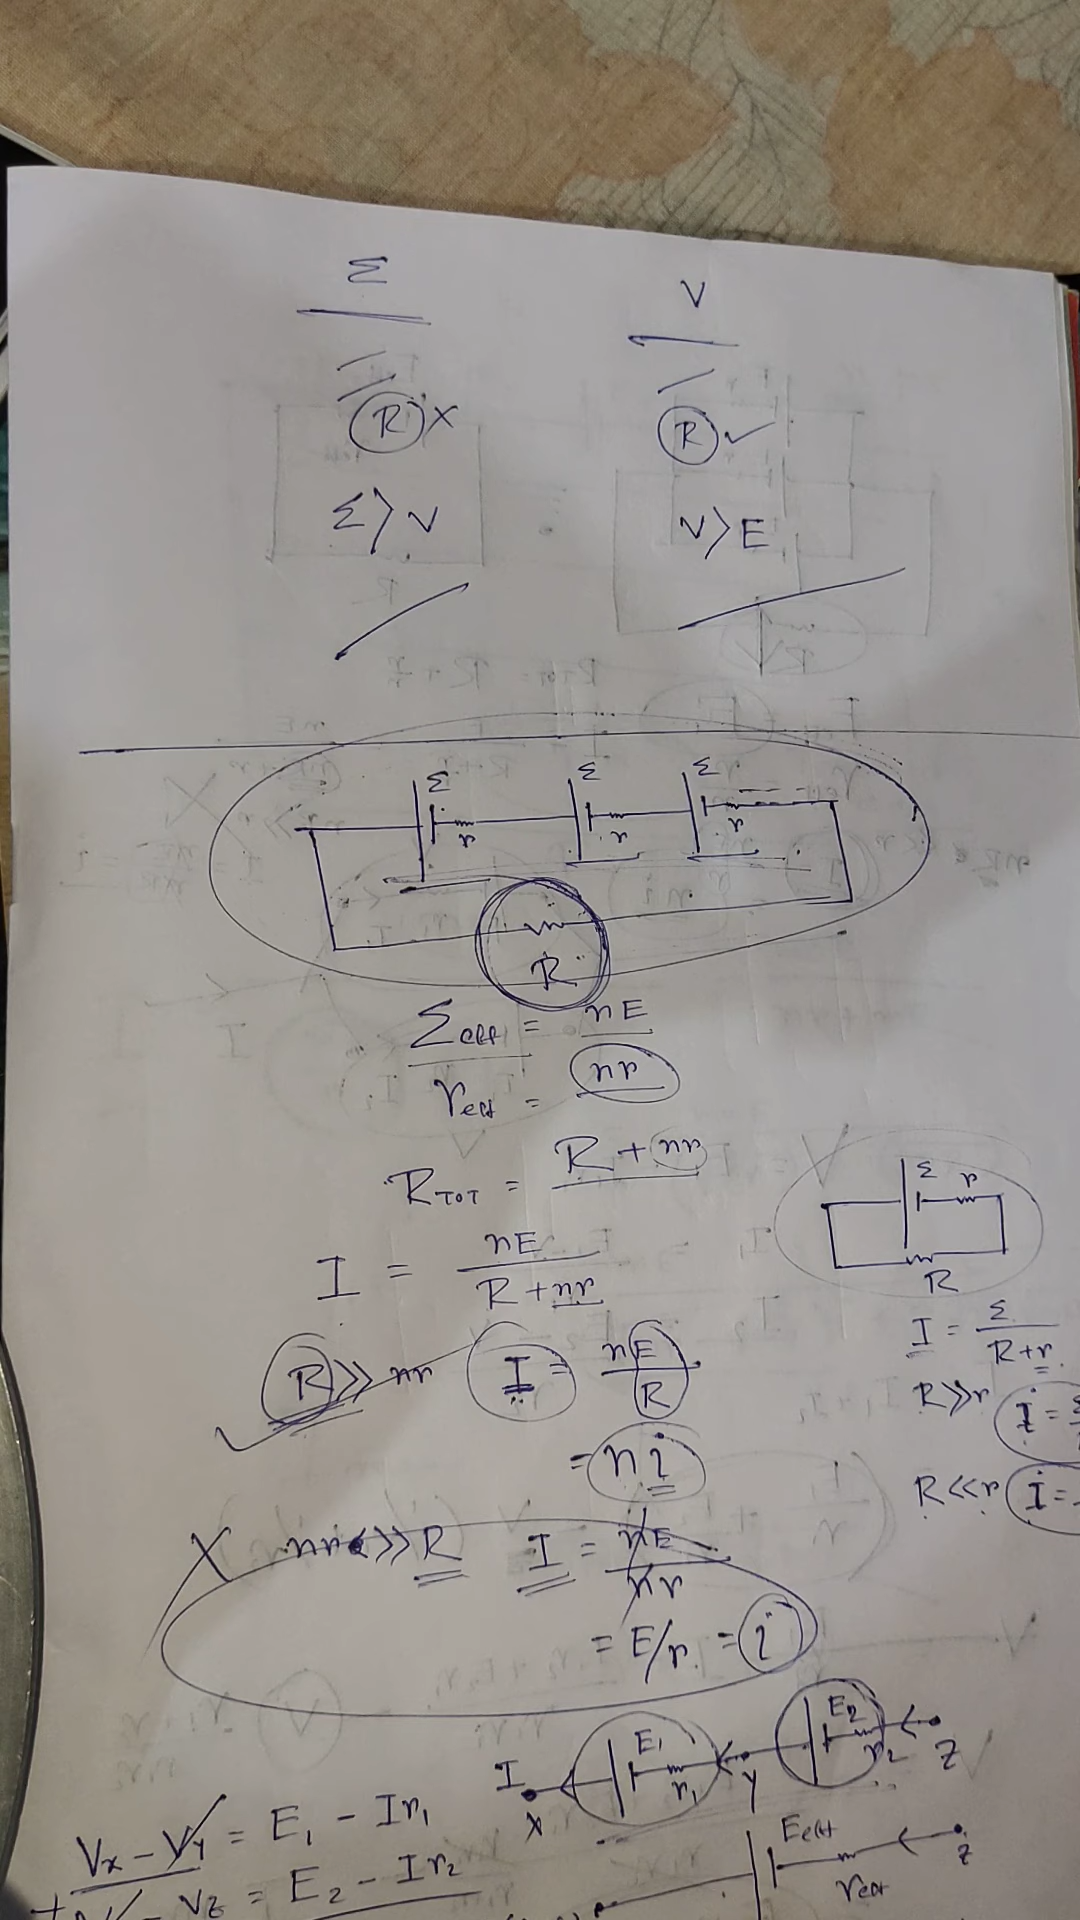 Ɛ V
R X R ✓
Ɛ > V V > E
Ɛ Ɛ Ɛ
r r r
R
Ɛeff = nE
reff = nr
RTOT = R + nr
Ɛ r
R
I = nE / R + nr
I = Ɛ / R + r
R >> nr I = nE / R
R >> r i =
= n i
R << r i =
X nr >> R I = nE / nr
= E/r = i
I X E1 r1 Y E2 r2 Z
Vx - Vy = E1 - Ir1
Eeff reff z
+ - Vz = E2 - Ir2